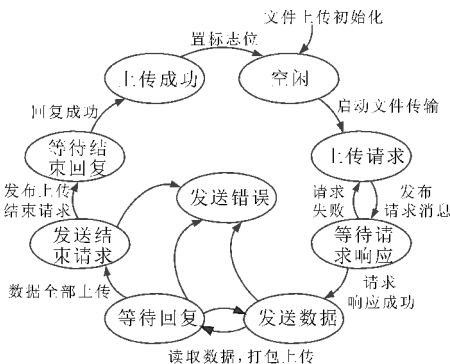 文件上传初始化
置标志位
上传成功
空闲
回复成功
启动文件传输
等待结
束回复
上传请求
发布上传
结束请求
发送错误
请求
失败
发布
请求消息
发送结
束请求
等待请
求响应
数据全部上传
请求
响应成功
等待回复
发送数据
读取数据,打包上传